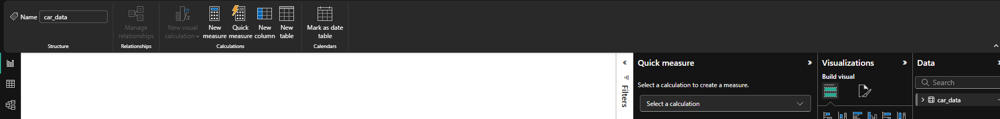 Name car_data
Structure
Manage
relationships
Relationships
New visual
calculation
New
measure
Quick
measure
New
column
New
table
Calculations
Mark as date
table
Calendars
Filters
Quick measure
Select a calculation to create a measure.
Select a calculation
Visualizations
Build visual
Data
Search
car_data